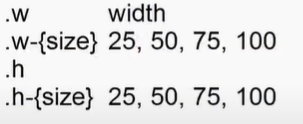 .w width
.w-{size} 25, 50, 75, 100
.h
.h-{size} 25, 50, 75, 100